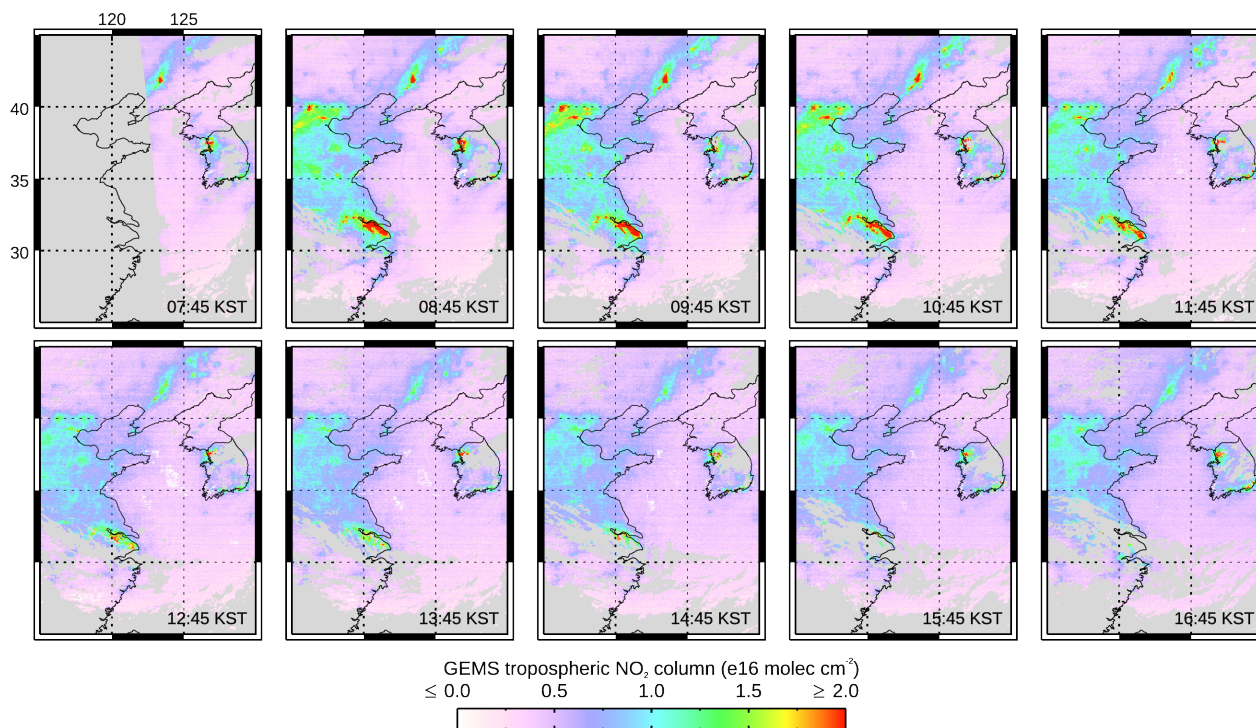 120 125
40
35
30
07:45 KST 08:45 KST 09:45 KST 10:45 KST 11:45 KST
12:45 KST 13:45 KST 14:45 KST 15:45 KST 16:45 KST
GEMS tropospheric NO₂ column (e16 molec cm⁻²)
≤ 0.0 0.5 1.0 1.5 ≥ 2.0